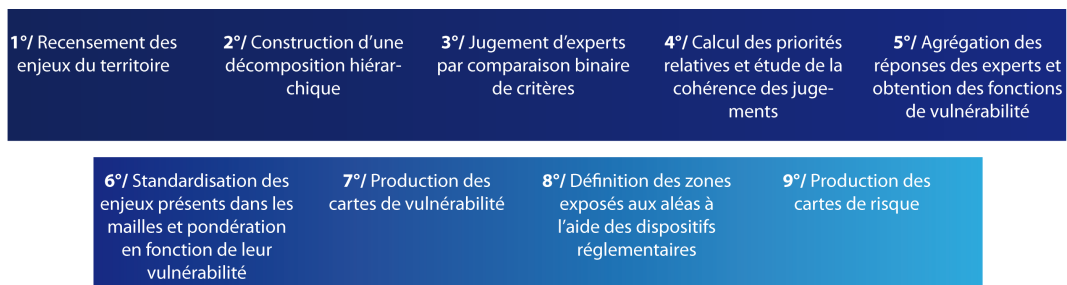 1°/ Recensement des
enjeux du territoire
2°/ Construction d’une
décomposition hiérar-
chique
3°/ Jugement d’experts
par comparaison binaire
de critères
4°/ Calcul des priorités
relatives et étude de la
cohérence des juge-
ments
5°/ Agrégation des
réponses des experts et
obtention des fonctions
de vulnérabilité
6°/ Standardisation des
enjeux présents dans les
mailles et pondération
en fonction de leur
vulnérabilité
7°/ Production des
cartes de vulnérabilité
8°/ Définition des zones
exposés aux aléas à
l’aide des dispositifs
réglementaires
9°/ Production des
cartes de risque